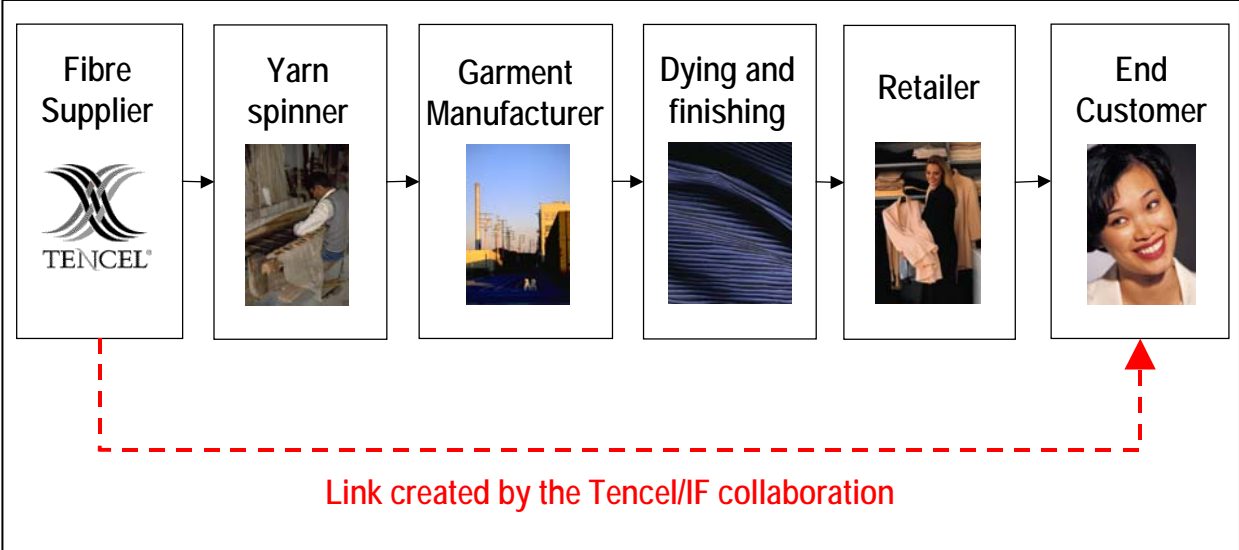 Fibre
Supplier
TENCEL®
Yarn
spinner
Garment
Manufacturer
Dying and
finishing
Retailer
End
Customer
Link created by the Tencel/IF collaboration